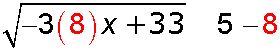 √−3(8)x + 33 5 − 8